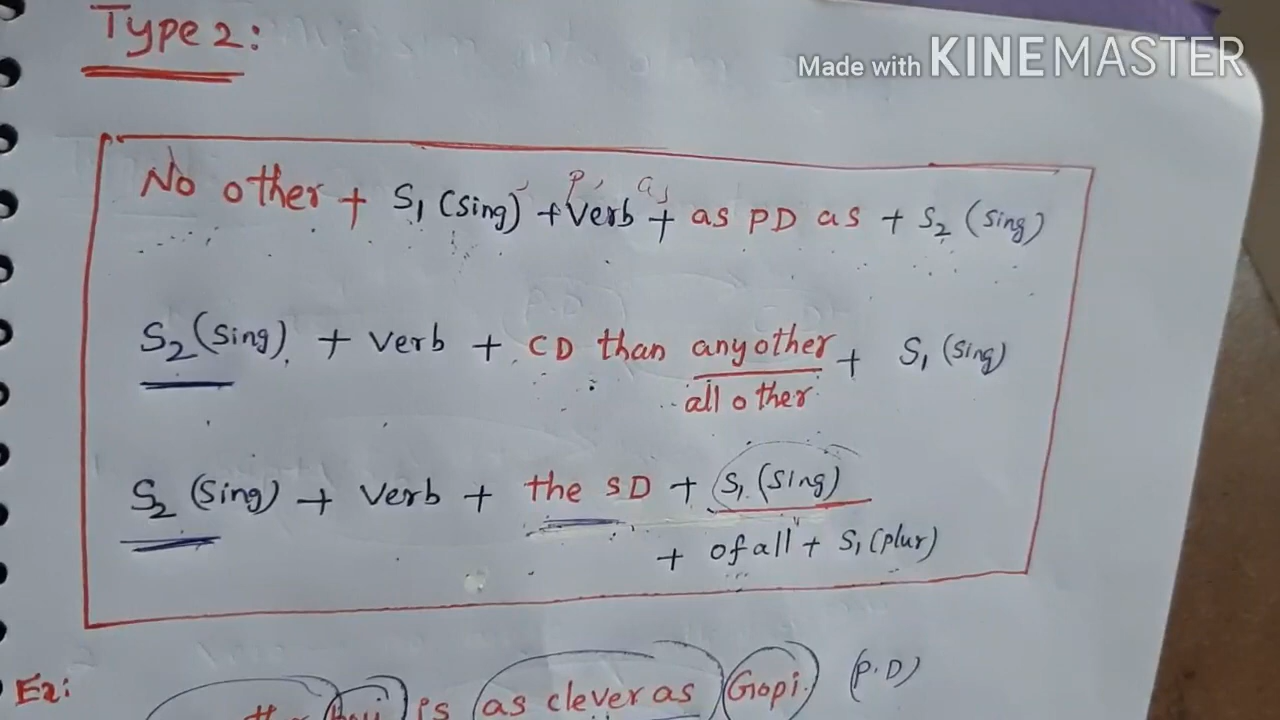 Type 2:
Made with KINEMASTER
No other + S₁ (sing) + verb + as PD as + S₂ (sing)
S₂ (sing) + verb + CD than any other + S₁ (sing)
all other
S₂ (sing) + verb + the SD + S₁ (sing)
+ of all + S₁ (plur)
Ex: is as clever as Gopi. (P.D)